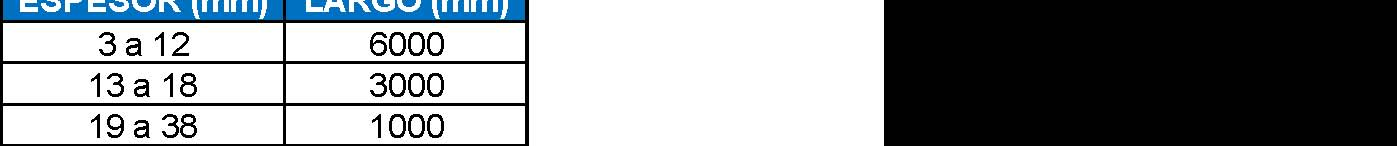 ESPESOR (mm) LARGO (mm)
3 a 12 6000
13 a 18 3000
19 a 38 1000